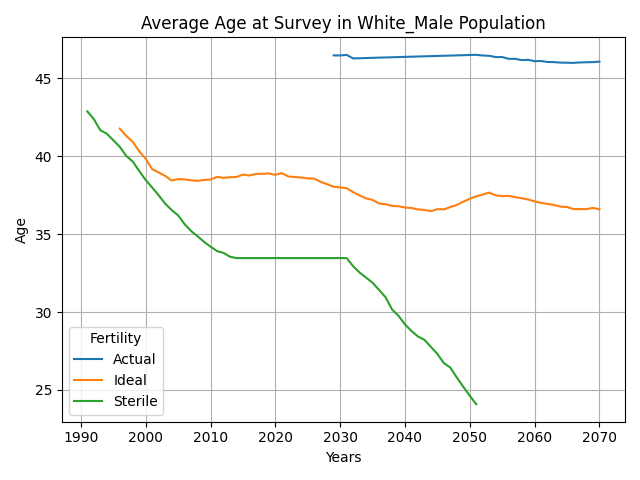 Average Age at Survey in White_Male Population
Age
45
40
35
30
25
Fertility
Actual
Ideal
Sterile
1990 2000 2010 2020 2030 2040 2050 2060 2070
Years